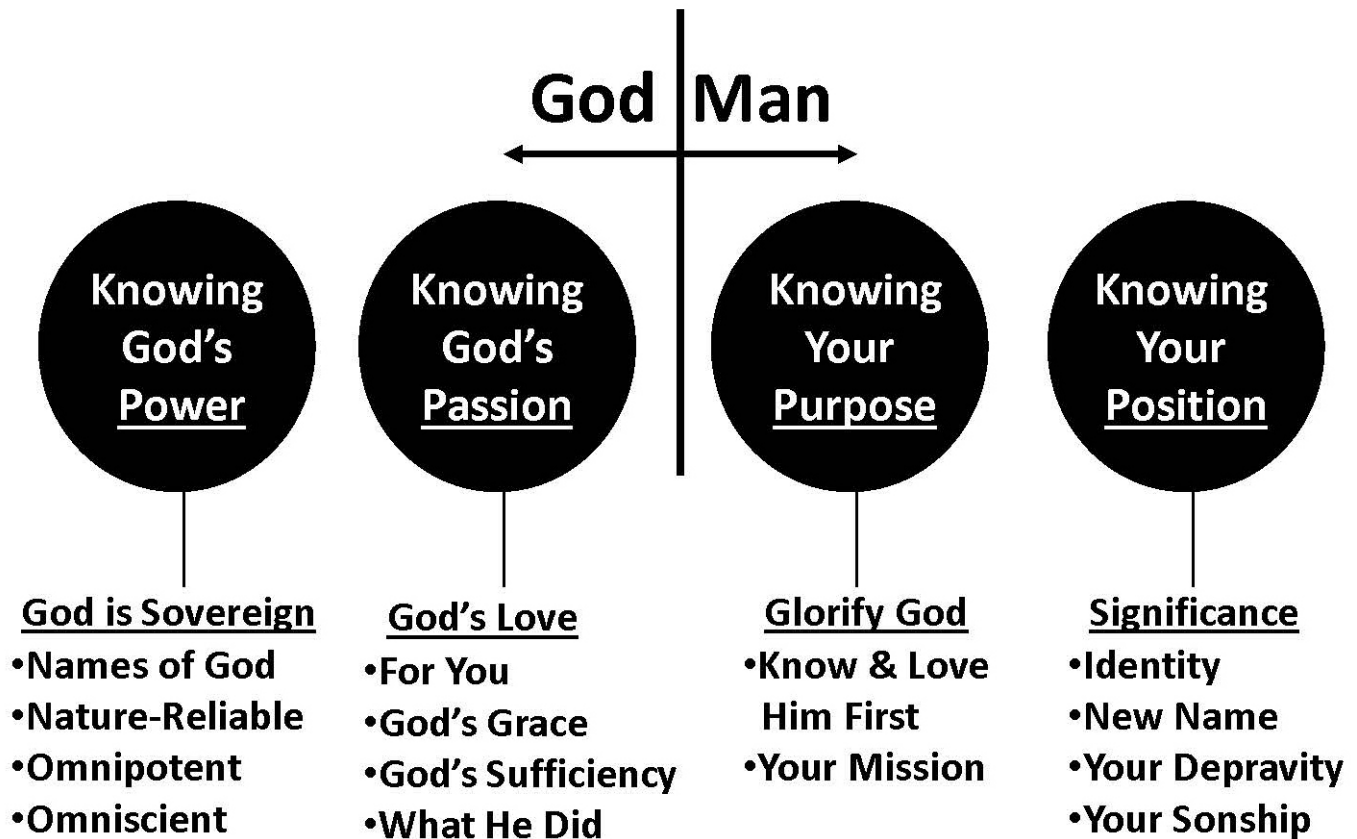 God Man
Knowing
God's
Power
Knowing
God's
Passion
Knowing
Your
Purpose
Knowing
Your
Position
God is Sovereign
•Names of God
•Nature-Reliable
•Omnipotent
•Omniscient
God's Love
•For You
•God's Grace
•God's Sufficiency
•What He Did
Glorify God
•Know & Love
Him First
•Your Mission
Significance
•Identity
•New Name
•Your Depravity
•Your Sonship